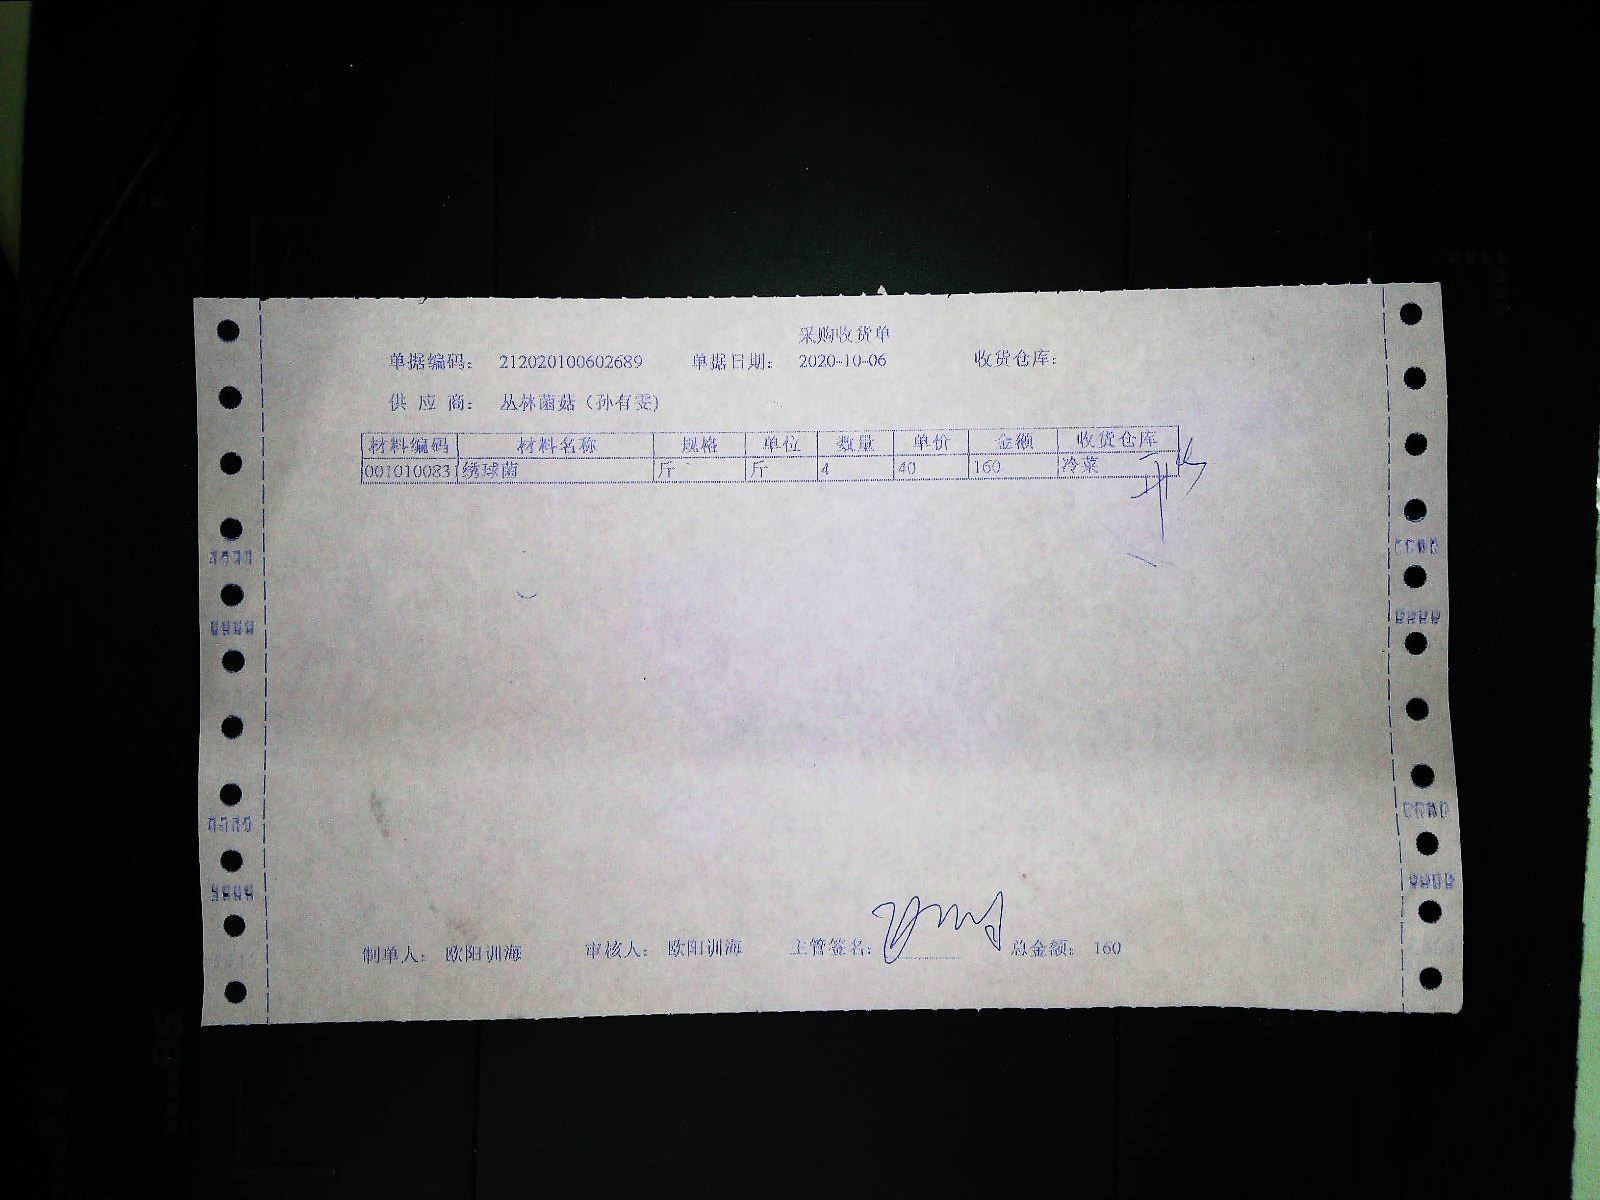 采购收货单
单据编码: 212020100602689 单据日期: 2020-10-06 收货仓库:
供 应 商: 丛林菌菇(孙有雯)
材料编码 材料名称 规格 单位 数量 单价 金额 收货仓库
001010083 绣球菌 斤 斤 4 40 160 冷菜
制单人: 欧阳训海 审核人: 欧阳训海 主管签名: 总金额: 160